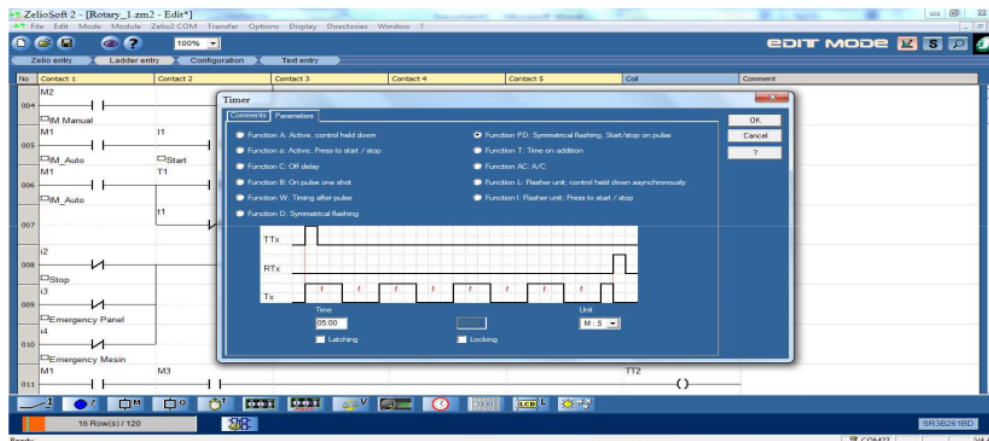 ZelioSoft 2 - [Rotary_1.zm2 - Edit*]
File Edit Mode Module Zelio2 COM Transfer Options Display Directories Window ?
100% EDIT MODE S
Zelio entry Ladder entry Configuration Text entry
No Contact 1 Contact 2 Contact 3 Contact 4 Contact 5 Coil Comment
004 M2
IM Manual
005 M1 I1
IM_Auto Start
006 M1 T1
IM_Auto
007 t1
008 i2
Stop
009 i3
Emergency Panel
010 i4
Emergency Mesin
011 M1 M3 TT2
Timer
Comments Parameters
Function A: Active, control held down
Function a: Active, Press to start / stop
Function C: Off delay
Function B: On pulse one shot
Function W: Timing after pulse
Function D: Symmetrical flashing
Function PD: Symmetrical flashing, Start/stop on pulse
Function T: Time on addition
Function AC: A/C
Function L: Flasher unit; control held down asynchronously
Function l: Flasher unit; Press to start / stop
TTx
RTx
Tx t t t t t t t
Time Unit
05:00 M : S
Latching Locking
OK
Cancel
?
16 Row(s) / 120 SR3B261BD
Ready COM27